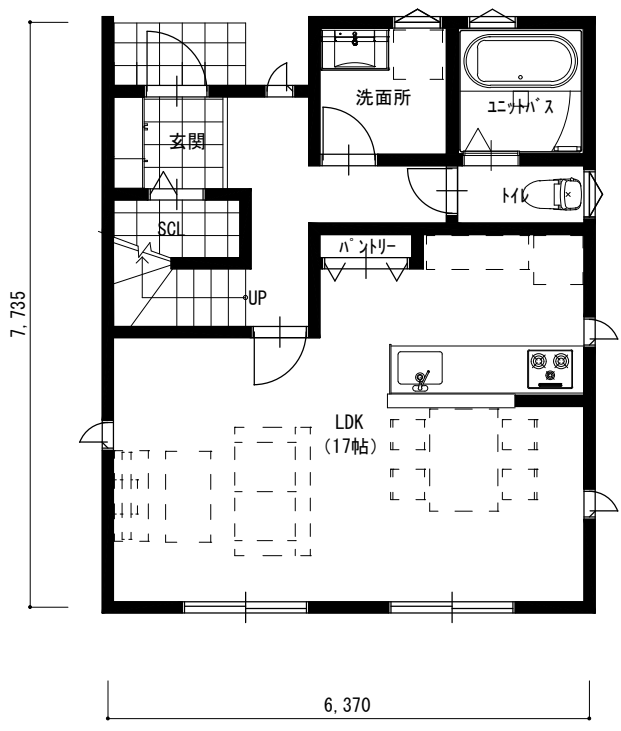 洗面所
ユニットバス
玄関
トイレ
SCL
パントリー
UP
7,735
LDK
(17帖)
6,370